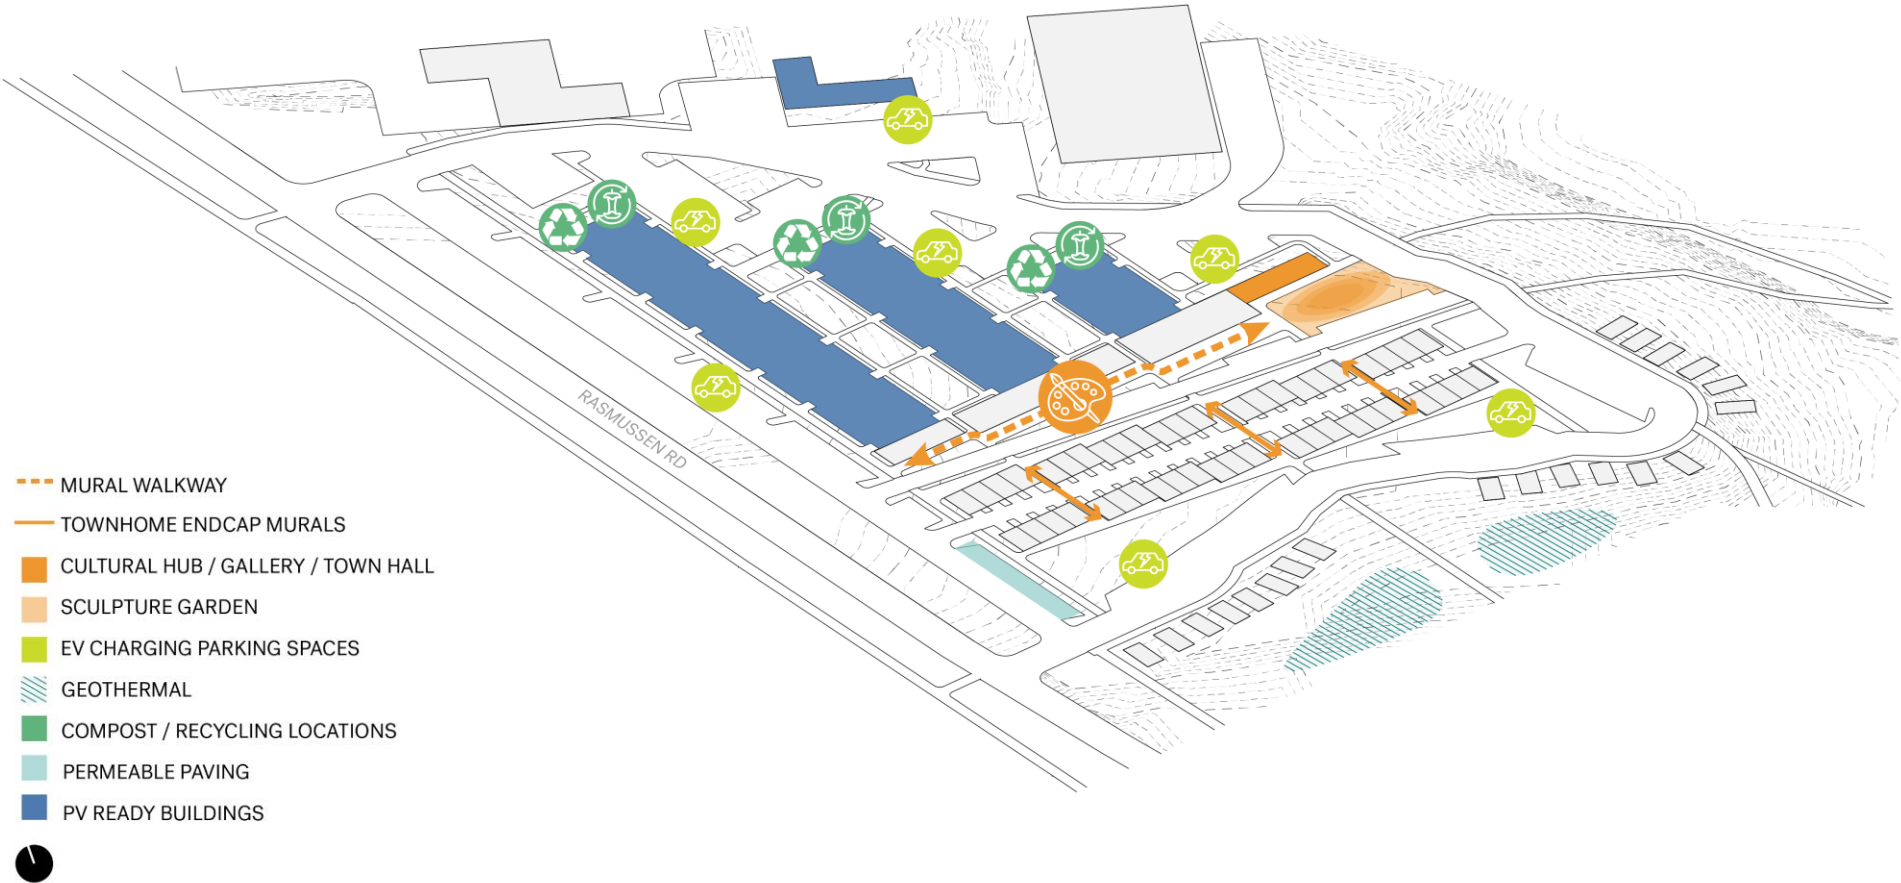 RASMUSSEN RD
MURAL WALKWAY
TOWNHOME ENDCAP MURALS
CULTURAL HUB / GALLERY / TOWN HALL
SCULPTURE GARDEN
EV CHARGING PARKING SPACES
GEOTHERMAL
COMPOST / RECYCLING LOCATIONS
PERMEABLE PAVING
PV READY BUILDINGS